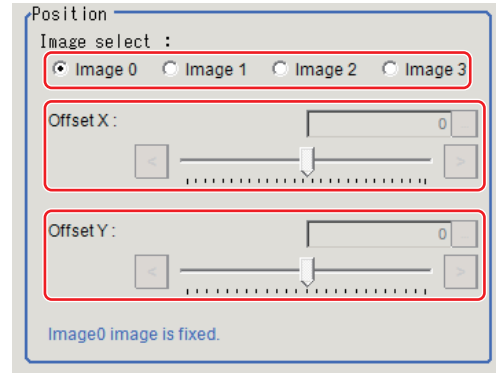 Position
Image select :
Image 0 Image 1 Image 2 Image 3
Offset X :
0
< >
Offset Y :
0
< >
Image0 image is fixed.